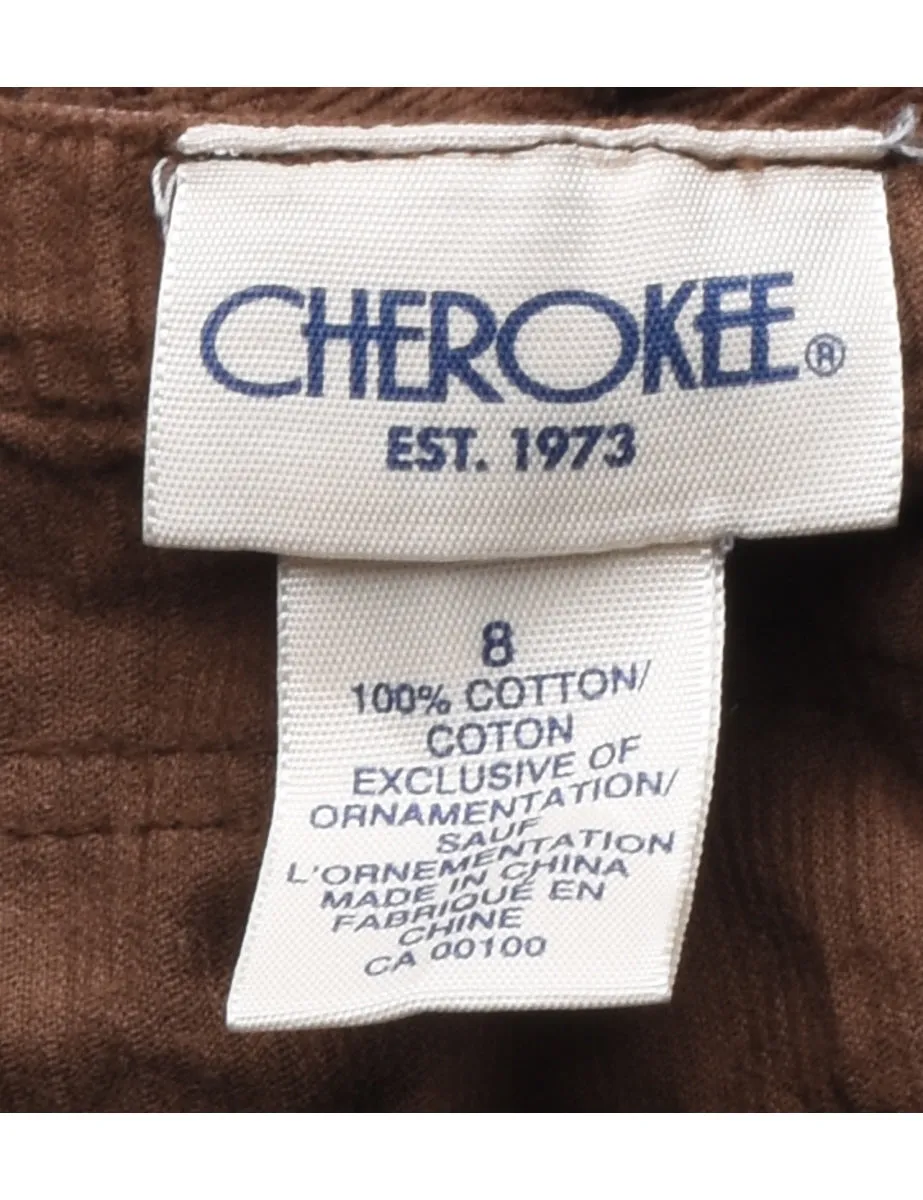 CHEROKEE®
EST. 1973
8
100% COTTON/
COTON
EXCLUSIVE OF
ORNAMENTATION/
SAUF
L'ORNEMENTATION
MADE IN CHINA
FABRIQUÉ EN
CHINE
CA 00100